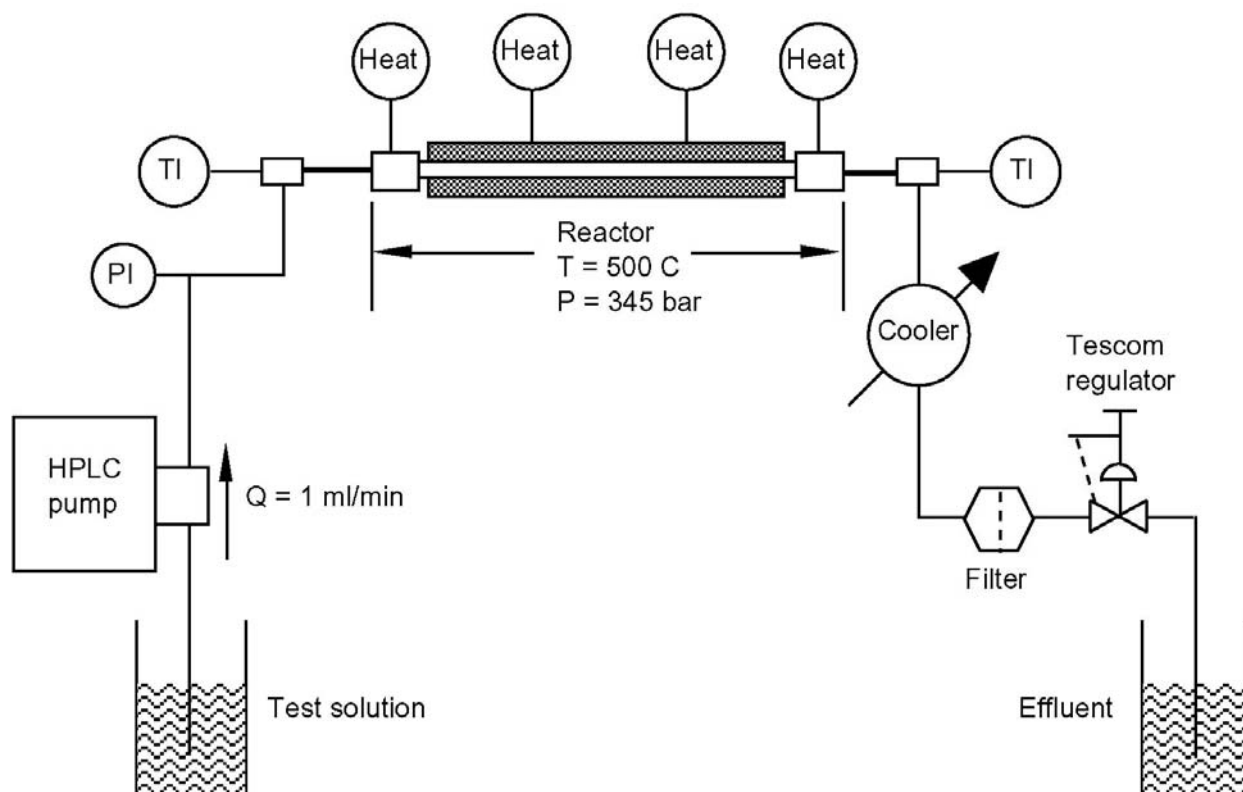 Heat
Heat
Heat
Heat
TI
TI
Reactor
T = 500 C
P = 345 bar
PI
Cooler
Tescom
regulator
HPLC
pump
Q = 1 ml/min
Filter
Test solution
Effluent